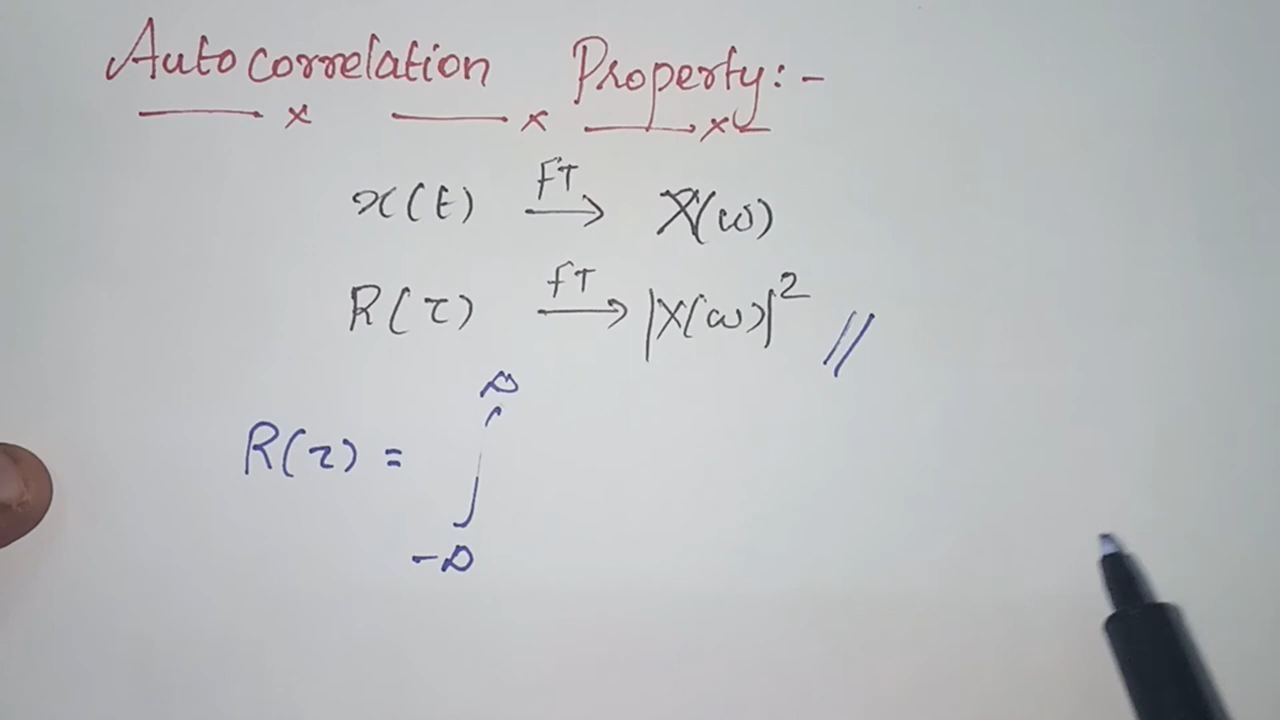 Autocorrelation Property:-
x(t) FT→ X(ω)
R(τ) fT→ |X(ω)|² //
R(τ) = ∫_{-∞}^{∞}